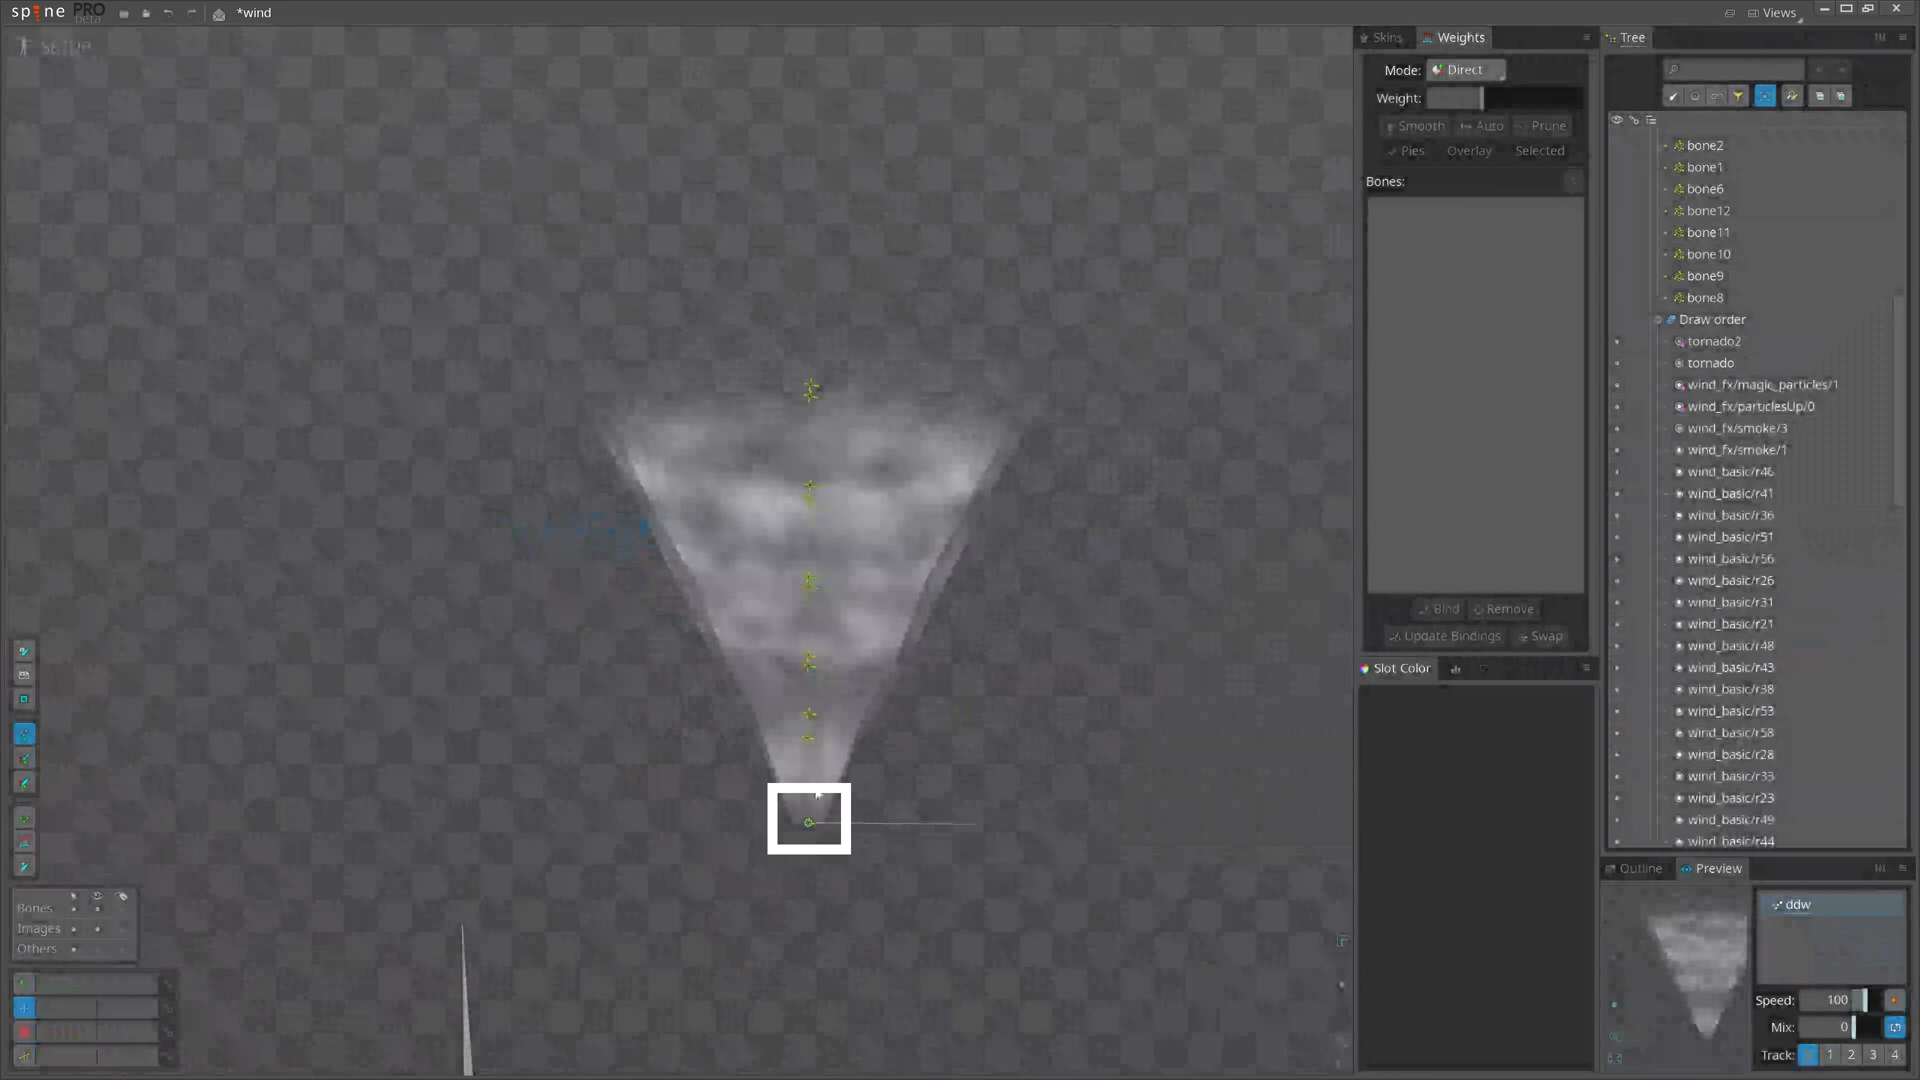 spine PRO beta
*wind
Views
SETUP
Skins
Weights
Tree
Mode: Direct
Weight:
Smooth Auto Prune
Pies Overlay Selected
Bones:
bone2
bone1
bone6
bone12
bone11
bone10
bone9
bone8
Draw order
tornado2
tornado
wind_fx/magic_particles/1
wind_fx/particlesUp/0
wind_fx/smoke/3
wind_fx/smoke/1
wind_basic/r46
wind_basic/r41
wind_basic/r36
wind_basic/r51
wind_basic/r56
wind_basic/r26
wind_basic/r31
wind_basic/r21
wind_basic/r48
wind_basic/r43
wind_basic/r38
wind_basic/r53
wind_basic/r58
wind_basic/r28
wind_basic/r33
wind_basic/r23
wind_basic/r49
wind_basic/r44
Bind Remove
Update Bindings Swap
Slot Color
Outline Preview
ddw
Speed: 100
Mix: 0
Track: 1 2 3 4
Bones
Images
Others